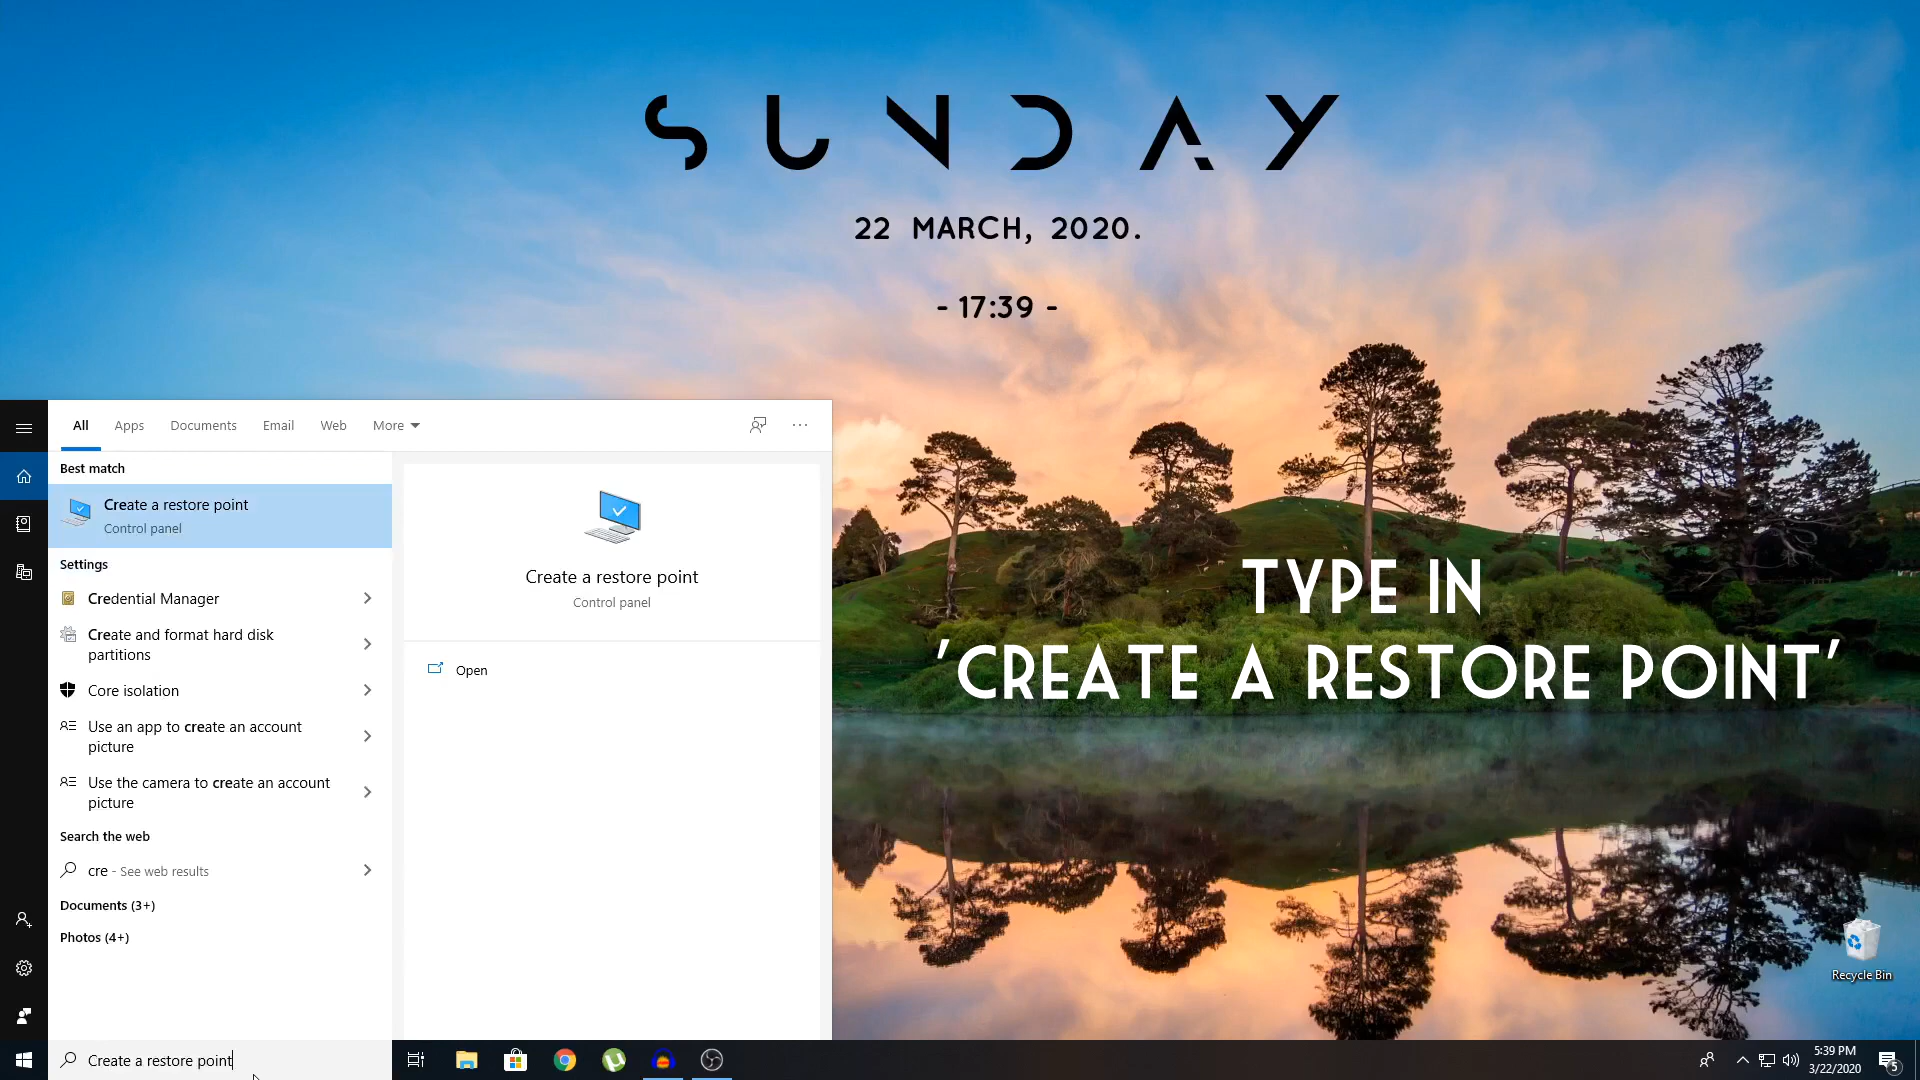 SUNDAY
22 MARCH, 2020.
- 17:39 -
All Apps Documents Email Web More
Best match
Create a restore point
Control panel
Settings
Credential Manager
Create and format hard disk
partitions
Core isolation
Use an app to create an account
picture
Use the camera to create an account
picture
Search the web
cre - See web results
Documents (3+)
Photos (4+)
Create a restore point
Control panel
Open
TYPE IN
'CREATE A RESTORE POINT'
Recycle Bin
Create a restore point
5:39 PM
3/22/2020
5